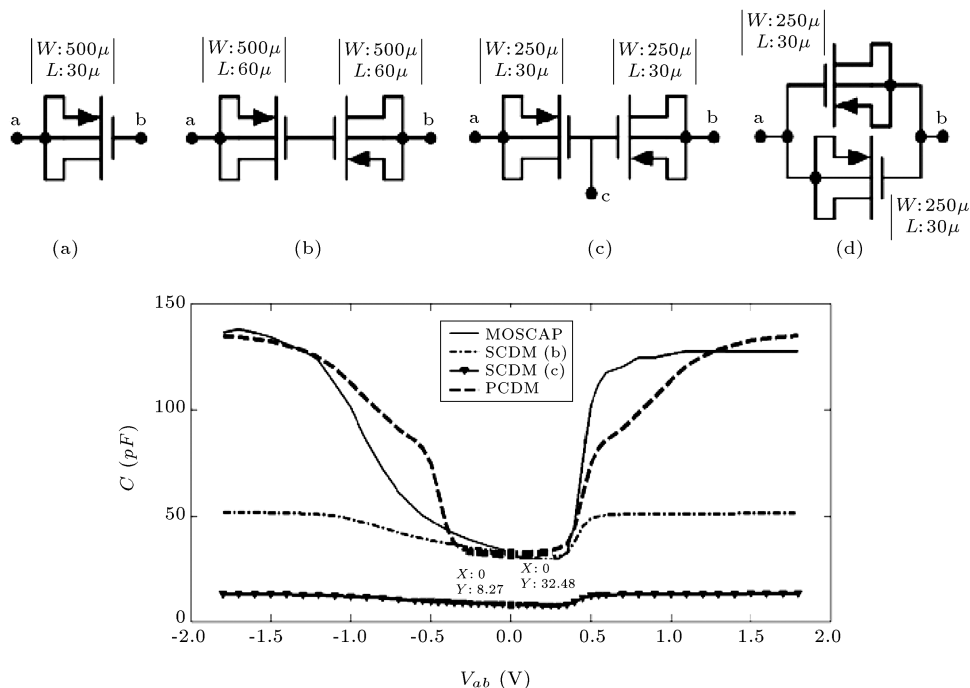 W: 500μ
L: 30μ
a
b
(a)
W: 500μ
L: 60μ
W: 500μ
L: 60μ
a
b
(b)
W: 250μ
L: 30μ
W: 250μ
L: 30μ
a
b
c
(c)
W: 250μ
L: 30μ
a
b
W: 250μ
L: 30μ
(d)
150
100
50
0
C (pF)
MOSCAP
SCDM (b)
SCDM (c)
PCDM
X: 0
Y: 8.27
X: 0
Y: 32.48
-2.0 -1.5 -1.0 -0.5 0.0 0.5 1.0 1.5 2.0
Vab (V)